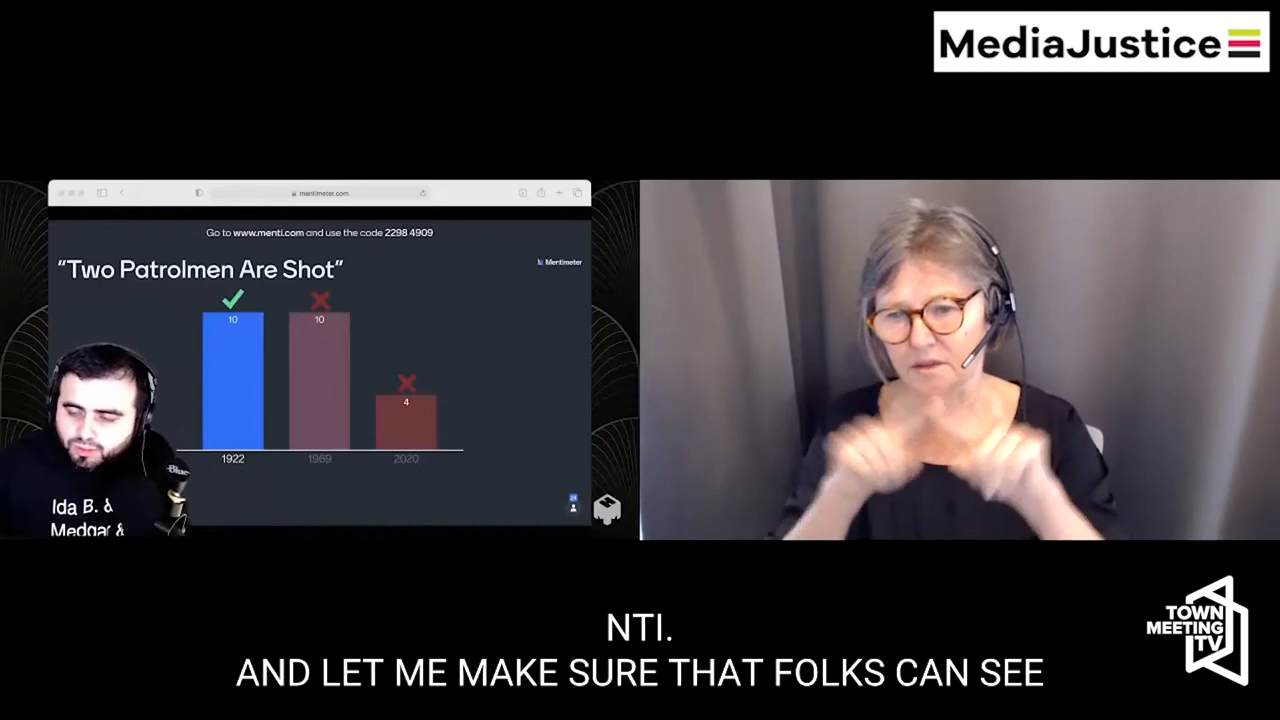 MediaJustice
mentimeter.com
Go to www.menti.com and use the code 2298 4909
"Two Patrolmen Are Shot"
Mentimeter
10
10
4
1922
1969
2020
Blue
Ida B. &
Medgar &
NTI.
AND LET ME MAKE SURE THAT FOLKS CAN SEE
TOWN
MEETING
TV